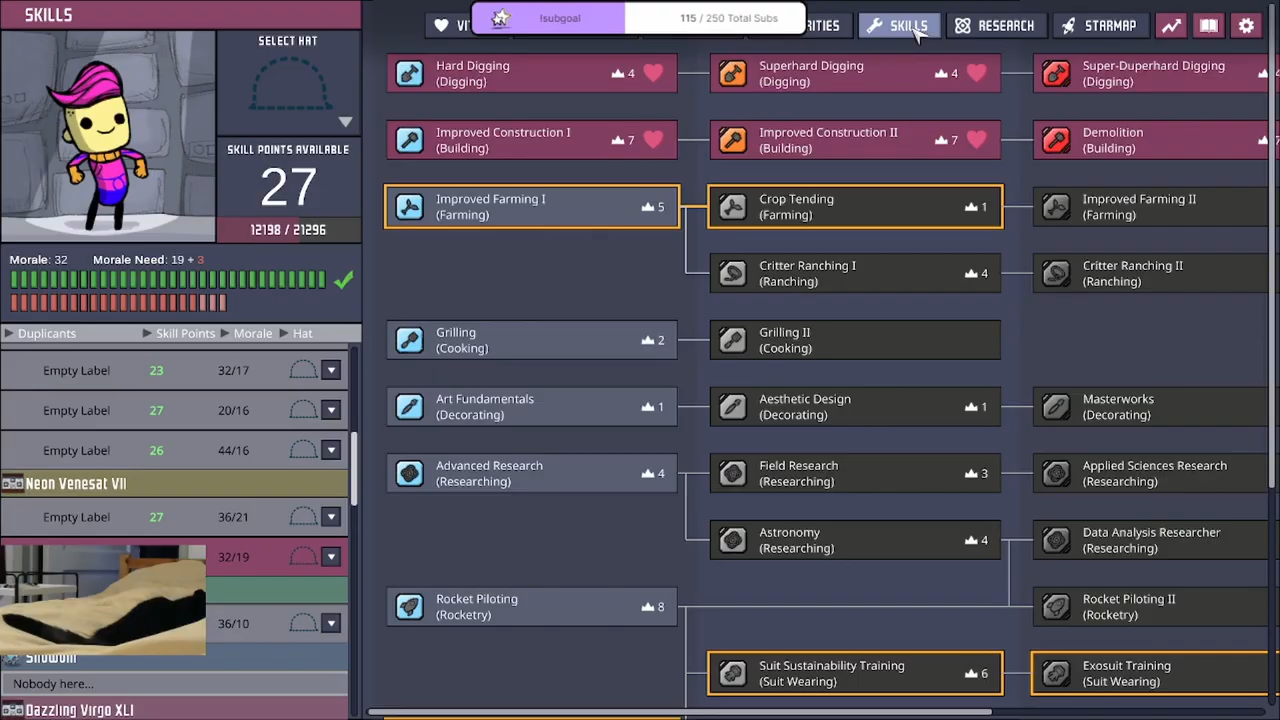 SKILLS
SELECT HAT
SKILL POINTS AVAILABLE
27
12198 / 21296
Morale: 32 Morale Need: 19 + 3
Duplicants Skill Points Morale Hat
Empty Label 23 32/17
Empty Label 27 20/16
Empty Label 26 44/16
Neon Venesat VII
Empty Label 27 36/21
32/19
36/10
Nobody here...
Dazzling Virgo XLI
!subgoal 115 / 250 Total Subs
SKILLS
RESEARCH
STARMAP
Hard Digging
(Digging)
4
Superhard Digging
(Digging)
4
Super-Duperhard Digging
(Digging)
4
Improved Construction I
(Building)
7
Improved Construction II
(Building)
7
Demolition
(Building)
Improved Farming I
(Farming)
5
Crop Tending
(Farming)
1
Improved Farming II
(Farming)
Critter Ranching I
(Ranching)
4
Critter Ranching II
(Ranching)
Grilling
(Cooking)
2
Grilling II
(Cooking)
Art Fundamentals
(Decorating)
1
Aesthetic Design
(Decorating)
1
Masterworks
(Decorating)
Advanced Research
(Researching)
4
Field Research
(Researching)
3
Applied Sciences Research
(Researching)
Astronomy
(Researching)
4
Data Analysis Researcher
(Researching)
Rocket Piloting
(Rocketry)
8
Rocket Piloting II
(Rocketry)
Suit Sustainability Training
(Suit Wearing)
6
Exosuit Training
(Suit Wearing)